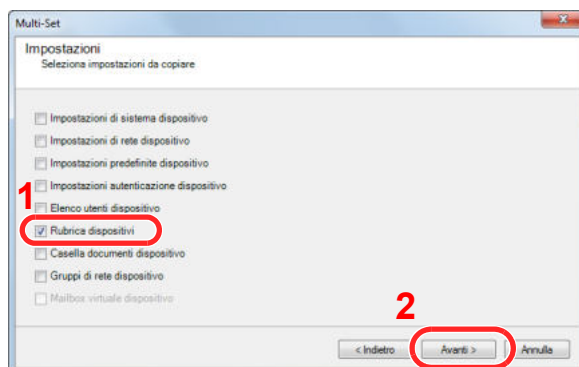 Multi-Set
Impostazioni
Seleziona impostazioni da copiare
Impostazioni di sistema dispositivo
Impostazioni di rete dispositivo
Impostazioni predefinite dispositivo
Impostazioni autenticazione dispositivo
1
Elenco utenti dispositivo
Rubrica dispositivi
Casella documenti dispositivo
Gruppi di rete dispositivo
Mailbox virtuale dispositivo
2
< Indietro Avanti > Annulla